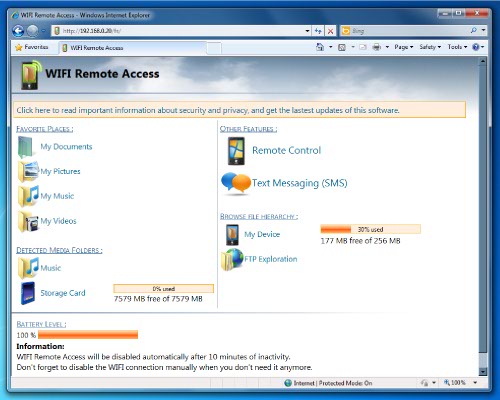 WIFI Remote Access - Windows Internet Explorer
http://192.168.0.20/fs/
Bing
Favorites
WIFI Remote Access
Page
Safety
Tools
WIFI Remote Access
Click here to read important information about security and privacy, and get the lastest updates of this software.
Favorite Places :
My Documents
My Pictures
My Music
My Videos
Detected Media Folders :
Music
Storage Card
0% used
7579 MB free of 7579 MB
Other Features :
Remote Control
Text Messaging (SMS)
Browse file hierarchy :
My Device
30% used
177 MB free of 256 MB
FTP Exploration
Battery Level :
100 %
Information:
WIFI Remote Access will be disabled automatically after 10 minutes of inactivity.
Don't forget to disable the WIFI connection manually when you don't need it anymore.
Internet | Protected Mode: On
100%